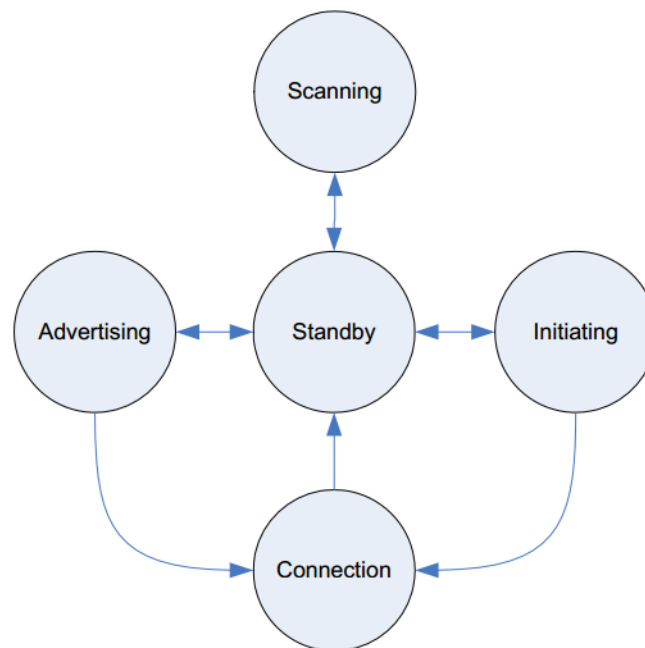 Scanning
Advertising
Standby
Initiating
Connection